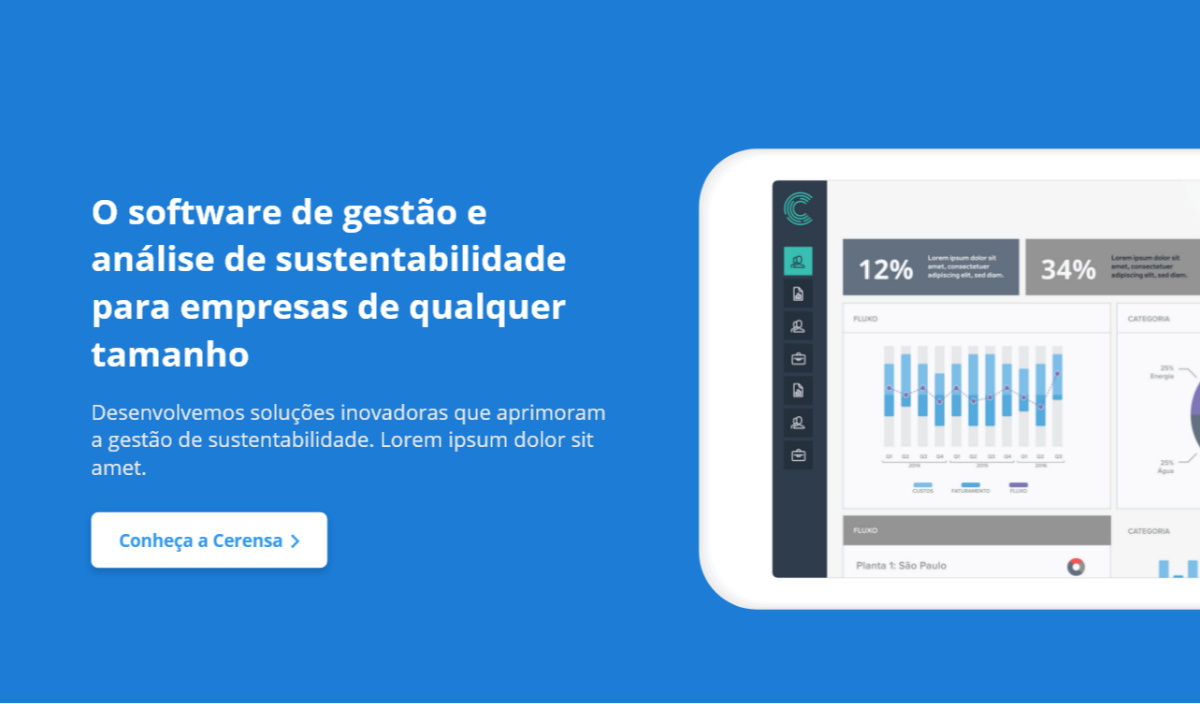 O software de gestão e
análise de sustentabilidade
para empresas de qualquer
tamanho
Desenvolvemos soluções inovadoras que aprimoram
a gestão de sustentabilidade. Lorem ipsum dolor sit
amet.
Conheça a Cerensa
12%
Lorem ipsum dolor sit
amet, consectetuer
adipiscing elit, sed diam.
34%
Lorem ipsum dolor sit
amet, consectetuer
adipiscing elit, sed diam.
FLUXO
Q1 Q2 Q3 Q4 Q1 Q2 Q3 Q4 Q1 Q2 Q3
2014 2015 2016
CUSTOS FATURAMENTO FLUXO
CATEGORIA
25%
Energia
25%
Água
FLUXO
Planta 1: São Paulo
CATEGORIA